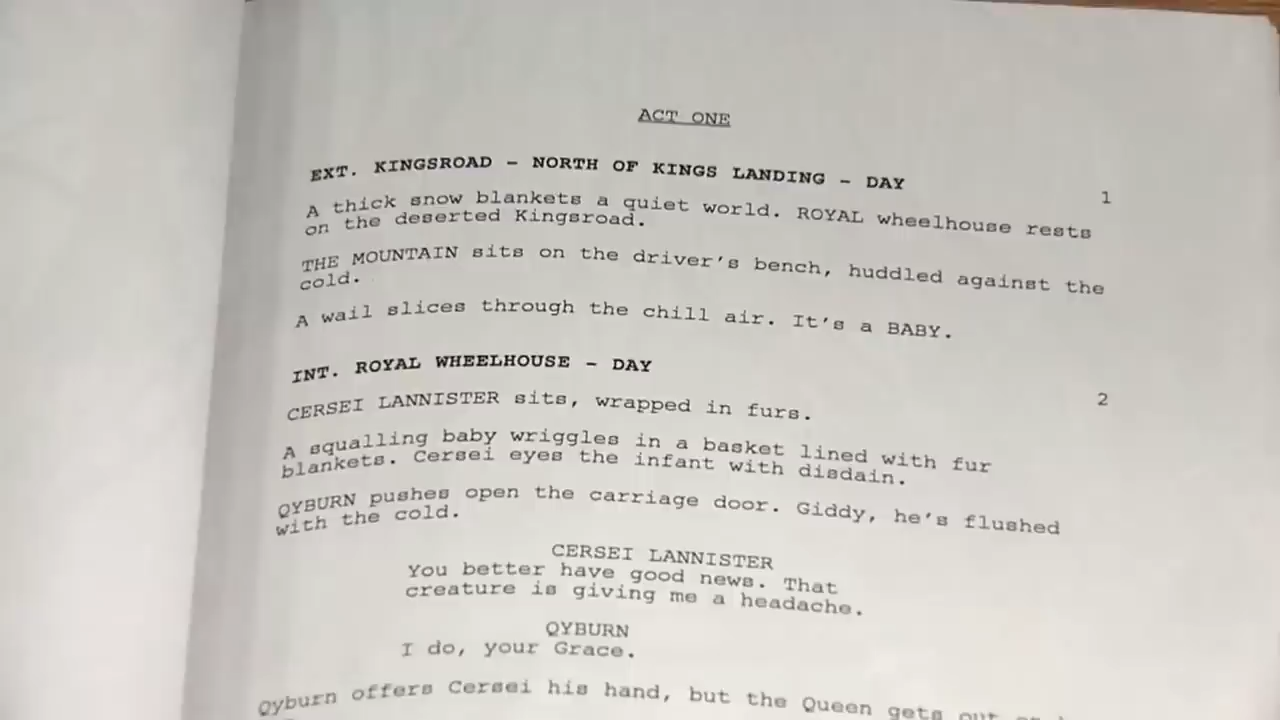 ACT ONE
EXT. KINGSROAD - NORTH OF KINGS LANDING - DAY 1
A thick snow blankets a quiet world. ROYAL wheelhouse rests
on the deserted Kingsroad.
THE MOUNTAIN sits on the driver's bench, huddled against the
cold.
A wail slices through the chill air. It's a BABY.
INT. ROYAL WHEELHOUSE - DAY 2
CERSEI LANNISTER sits, wrapped in furs.
A squalling baby wriggles in a basket lined with fur
blankets. Cersei eyes the infant with disdain.
QYBURN pushes open the carriage door. Giddy, he's flushed
with the cold.
CERSEI LANNISTER
You better have good news. That
creature is giving me a headache.
QYBURN
I do, your Grace.
Qyburn offers Cersei his hand, but the Queen gets out